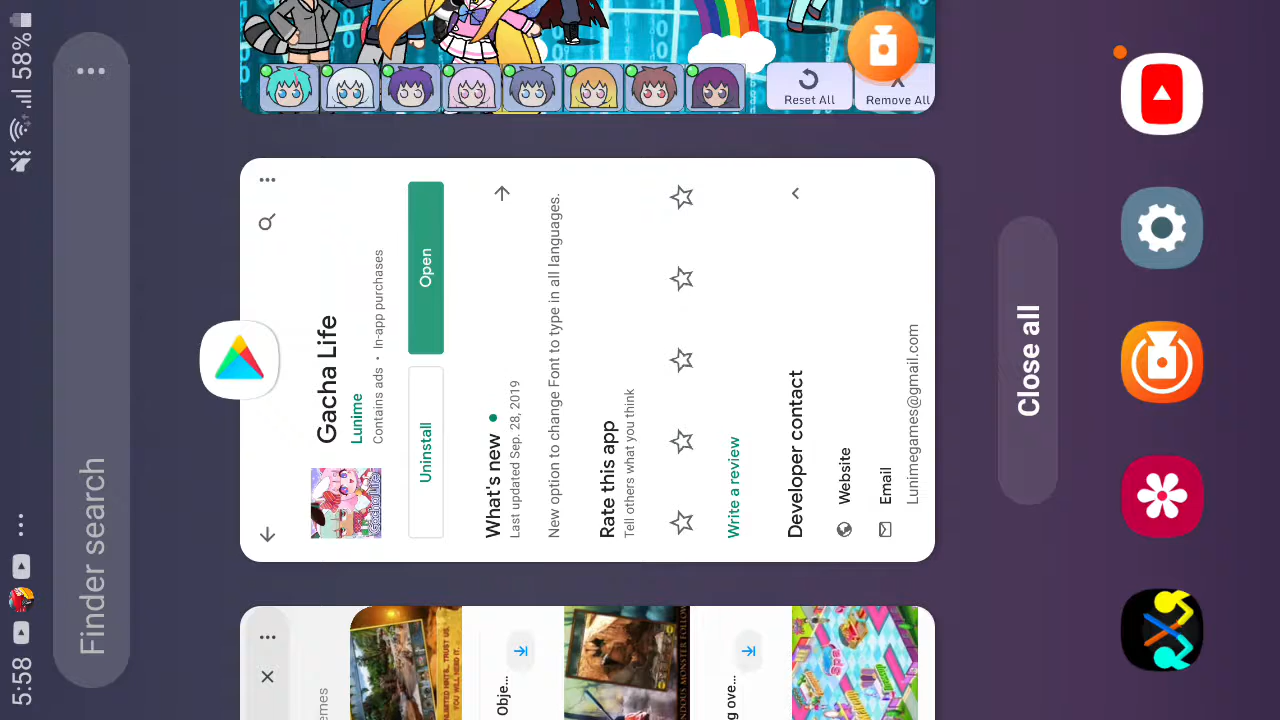 5:58
58%
Finder search
Reset All
Remove All
Gacha Life
Lunime
Contains ads • In-app purchases
Uninstall
Open
What's new
Last updated Sep. 28, 2019
New option to change Font to type in all languages.
Rate this app
Tell others what you think
Write a review
Developer contact
Website
Email
Lunimegames@gmail.com
emes
Obje...
g ove...
Close all